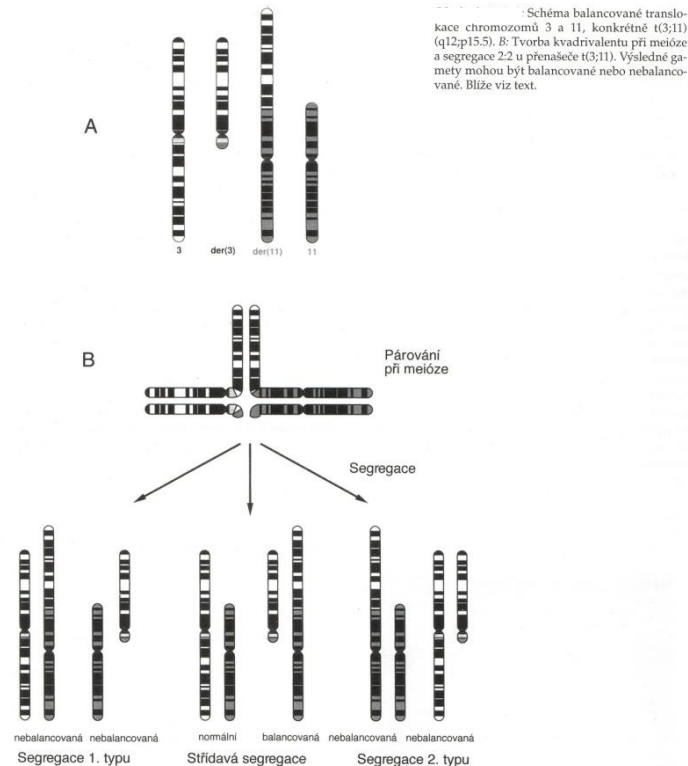 : Schéma balancované translo-
kace chromozomů 3 a 11, konkrétně t(3;11)
(q12;p15.5). B: Tvorba kvadrivalentu při meióze
a segregace 2:2 u přenašeče t(3;11). Výsledné ga-
mety mohou být balancované nebo nebalanco-
vané. Blíže viz text.
A
3 der(3) der(11) 11
B
Párování
při meióze
Segregace
nebalancovaná nebalancovaná normální balancovaná nebalancovaná nebalancovaná
Segregace 1. typu Střídavá segregace Segregace 2. typu